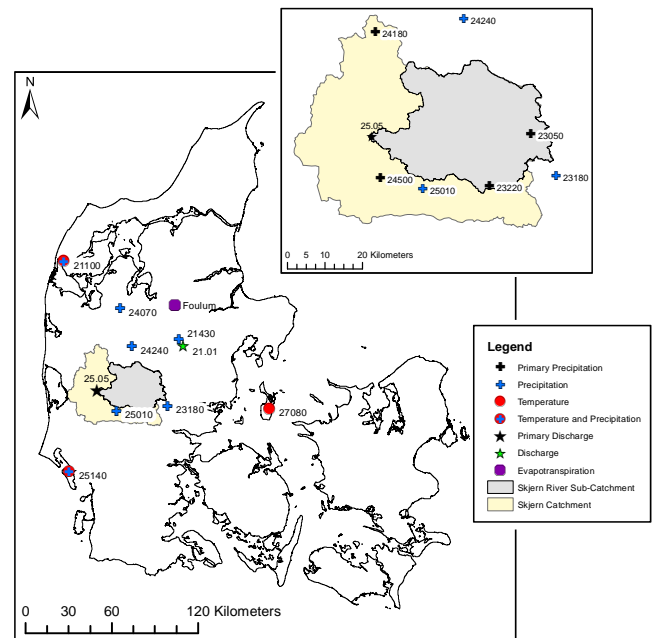 24240
24180
25.05
23050
24500
25010
23220
23180
0 5 10 20 Kilometers
N
21100
24070
Foulum
21430
24240
21.01
25.05
25010
23180
27080
25140
0 30 60 120 Kilometers
Legend
Primary Precipitation
Precipitation
Temperature
Temperature and Precipitation
Primary Discharge
Discharge
Evapotranspiration
Skjern River Sub-Catchment
Skjern Catchment